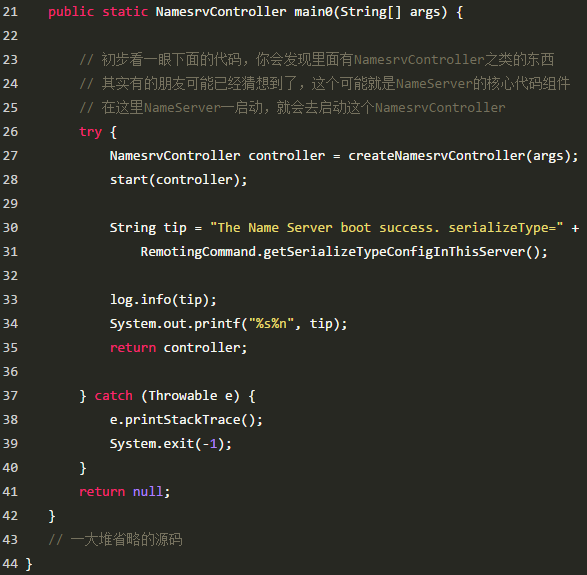 21 public static NamesrvController main0(String[] args) {
22
23 // 初步看一眼下面的代码，你会发现里面有NamesrvController之类的东西
24 // 其实有的朋友可能已经猜想到了，这个可能就是NameServer的核心代码组件
25 // 在这里NameServer一启动，就会去启动这个NamesrvController
26 try {
27 NamesrvController controller = createNamesrvController(args);
28 start(controller);
29
30 String tip = "The Name Server boot success. serializeType=" +
31 RemotingCommand.getSerializeTypeConfigInThisServer();
32
33 log.info(tip);
34 System.out.printf("%s%n", tip);
35 return controller;
36
37 } catch (Throwable e) {
38 e.printStackTrace();
39 System.exit(-1);
40 }
41 return null;
42 }
43 // 一大堆省略的源码
44 }